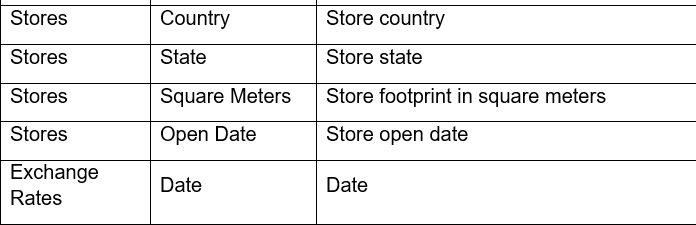 Stores Country Store country
Stores State Store state
Stores Square Meters Store footprint in square meters
Stores Open Date Store open date
Exchange
Rates Date Date